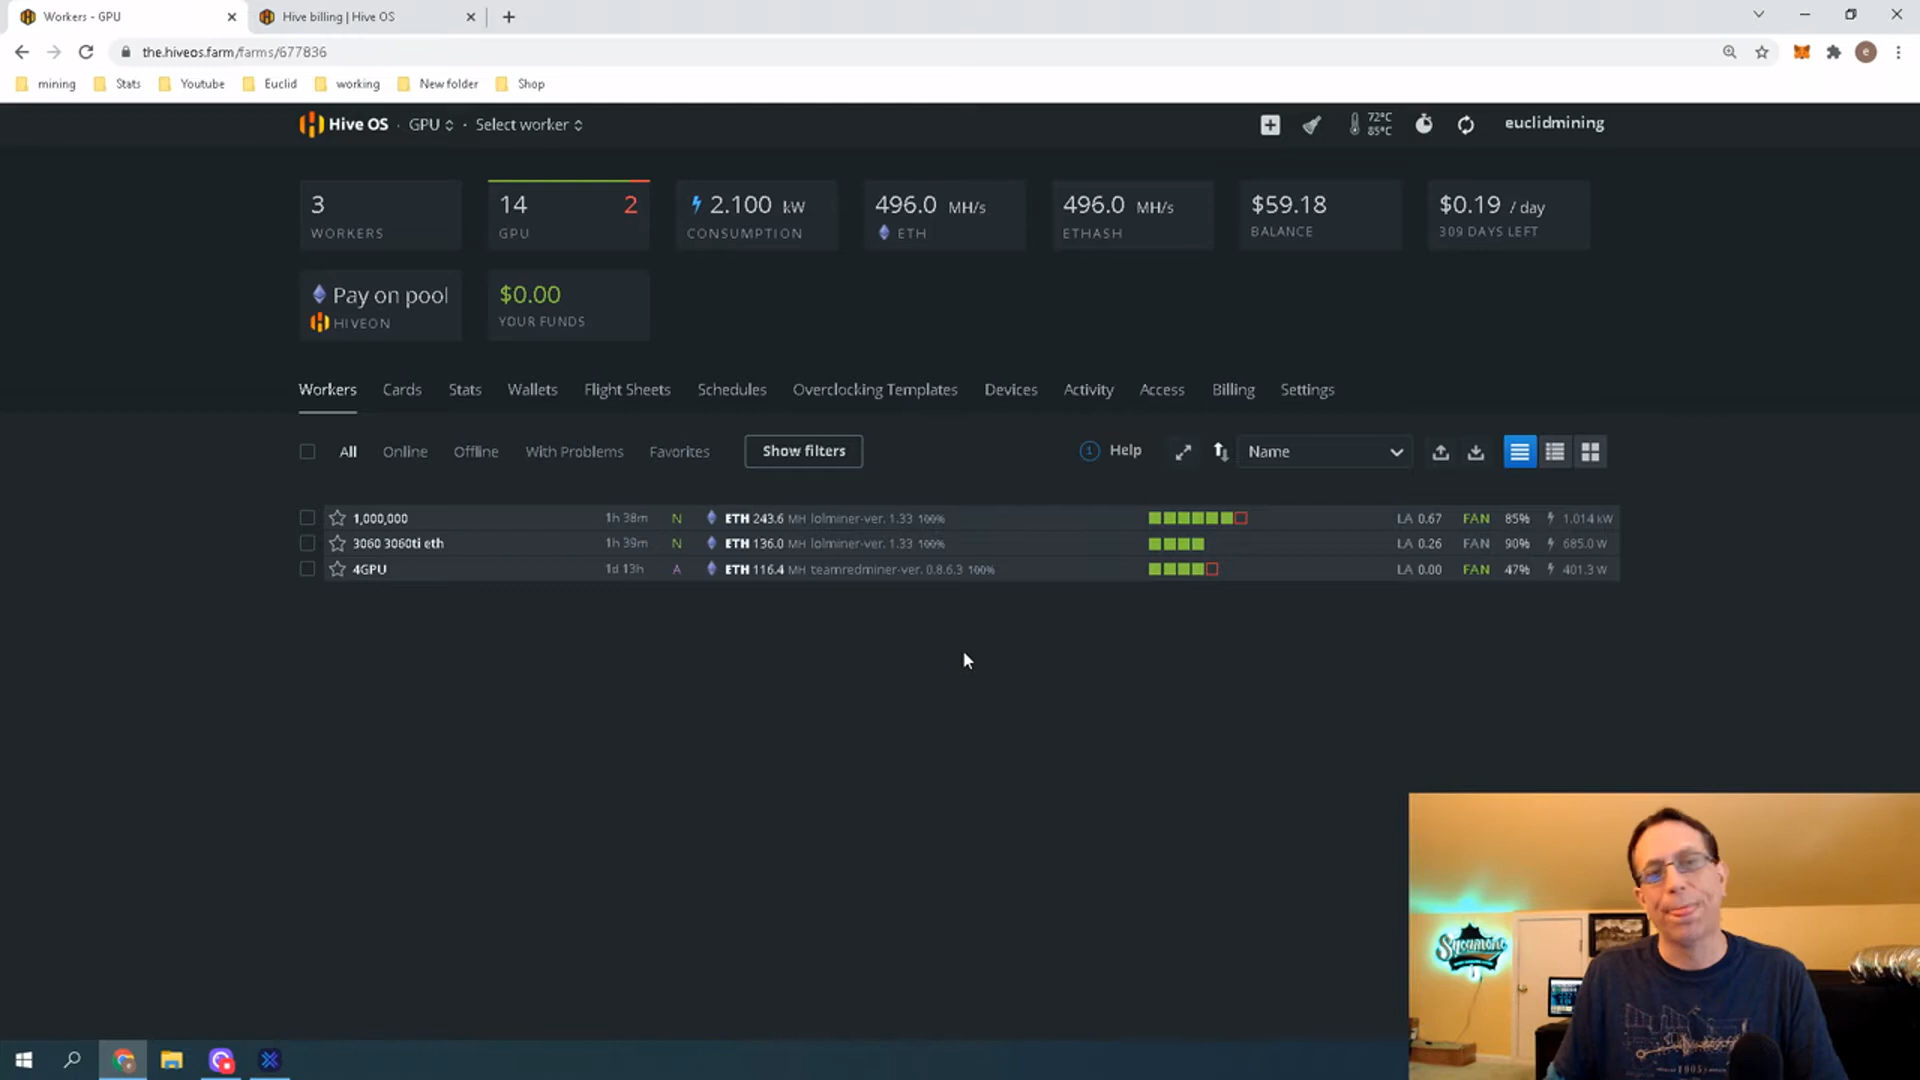 Workers - GPU
Hive billing | Hive OS
the.hiveos.farm/farms/677836
e
mining Stats Youtube Euclid working New folder Shop
Hive OS · GPU · Select worker
72°C
85°C
euclidmining
3
WORKERS
14 2
GPU
2.100 kW
CONSUMPTION
496.0 MH/s
ETH
496.0 MH/s
ETHASH
$59.18
BALANCE
$0.19 / day
309 DAYS LEFT
Pay on pool
HIVEON
$0.00
YOUR FUNDS
Workers Cards Stats Wallets Flight Sheets Schedules Overclocking Templates Devices Activity Access Billing Settings
All Online Offline With Problems Favorites Show filters 1 Help Name
1,000,000 1h 38m N ETH 243.6 MH lolminer-ver. 1.33 100% LA 0.67 FAN 85% 1.014 kW
3060 3060ti eth 1h 39m N ETH 136.0 MH lolminer-ver. 1.33 100% LA 0.26 FAN 90% 685.0 W
4GPU 1d 13h A ETH 116.4 MH teamredminer-ver. 0.8.6.3 100% LA 0.00 FAN 47% 401.3 W
Sycamore
1905